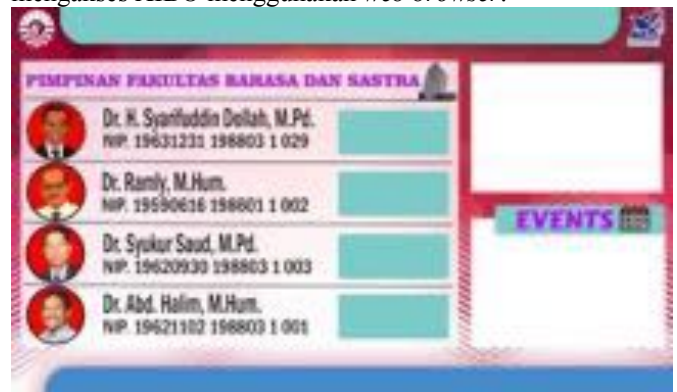 mengakses AIDO menggunakan web browser.
PIMPINAN FAKULTAS BAHASA DAN SASTRA
Dr. H. Syarifuddin Dollah, M.Pd.
NIP. 19631231 198803 1 029
Dr. Ramly, M.Hum.
NIP. 19590616 198601 1 002
Dr. Syukur Saud, M.Pd.
NIP. 19620930 198803 1 003
EVENTS
Dr. Abd. Halim, M.Hum.
NIP. 19621102 198803 1 001